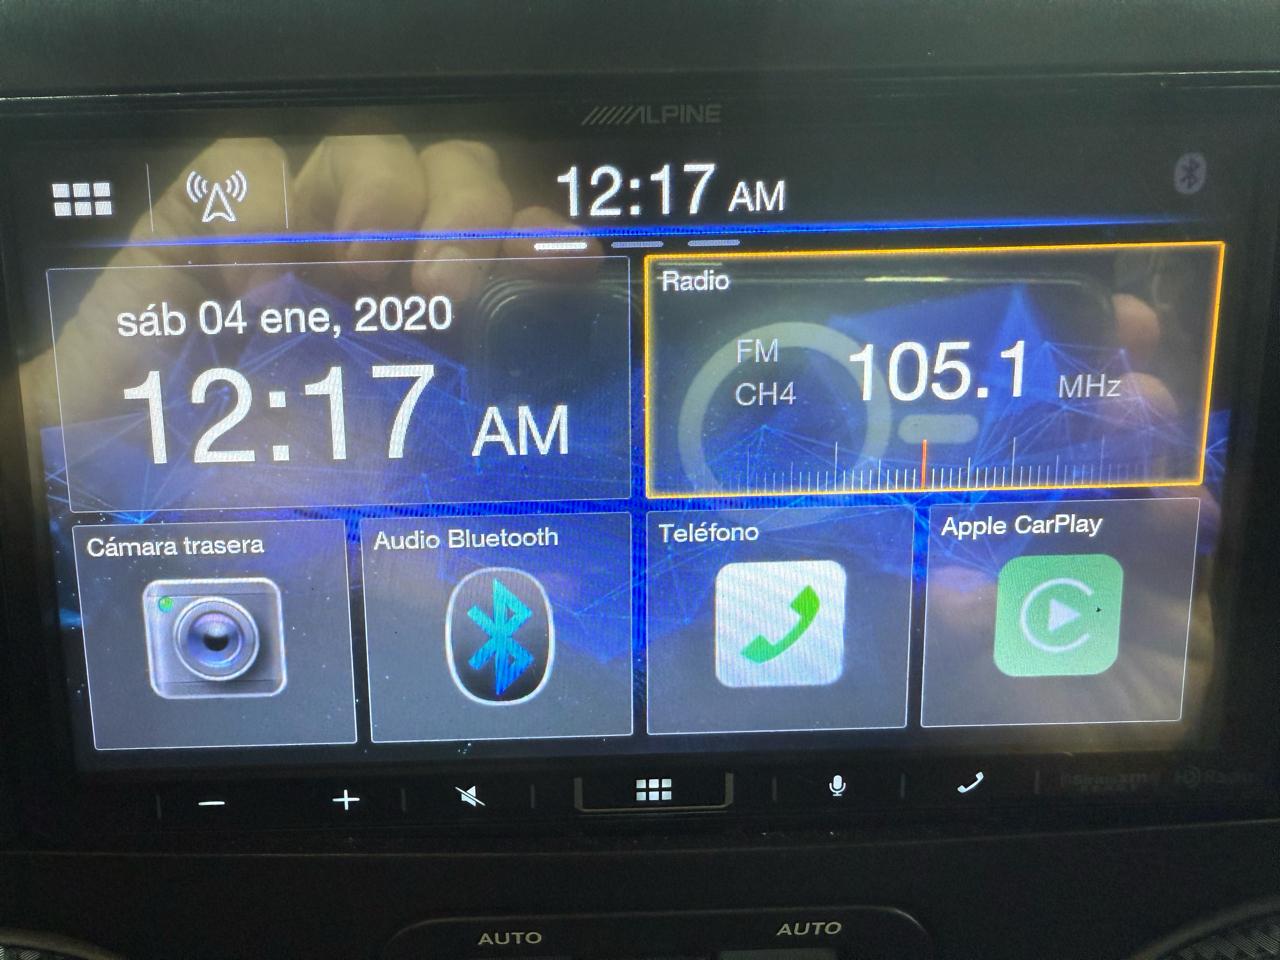 ALPINE
12:17 AM
sáb 04 ene, 2020
12:17 AM
Radio
FM
CH4
105.1 MHz
Cámara trasera
Audio Bluetooth
Teléfono
Apple CarPlay
AUTO
AUTO